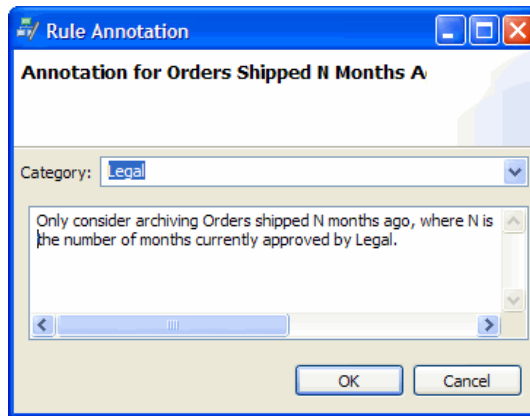 Rule Annotation
Annotation for Orders Shipped N Months A
Category: Legal
Only consider archiving Orders shipped N months ago, where N is
the number of months currently approved by Legal.
OK Cancel